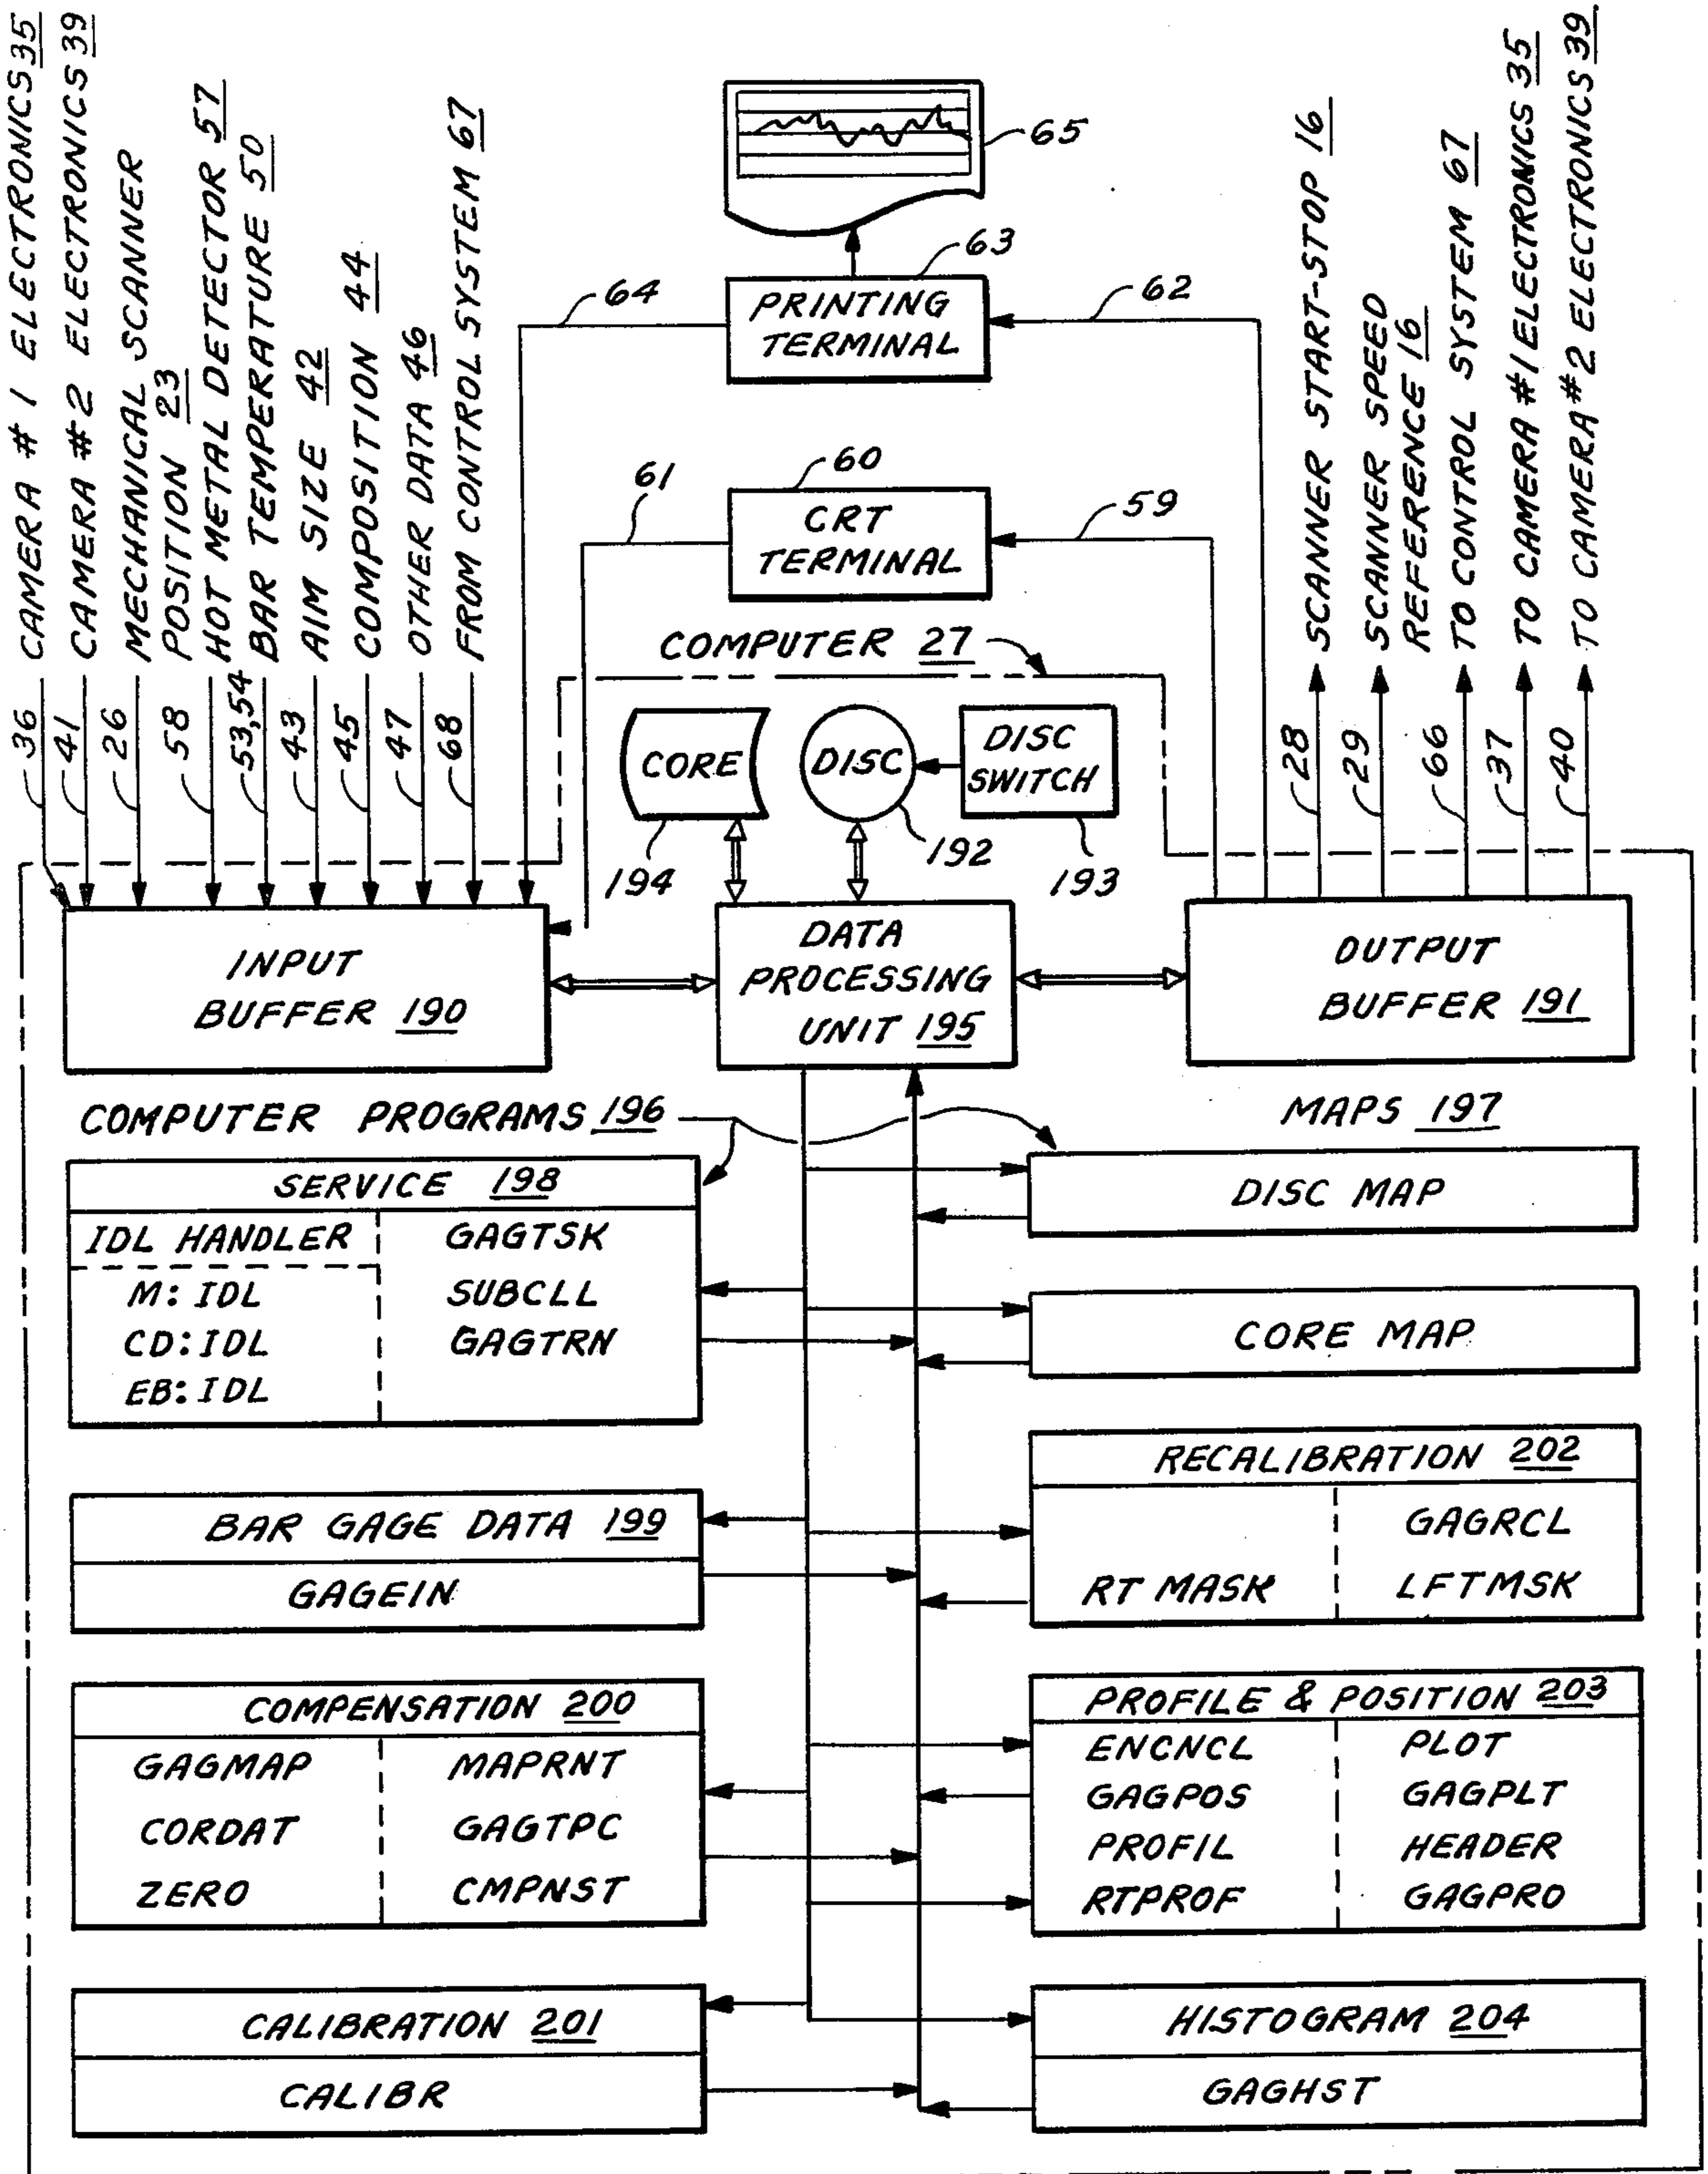 CAMERA # 1 ELECTRONICS 35
CAMERA #2 ELECTRONICS 39
MECHANICAL SCANNER
POSITION 23
HOT METAL DETECTOR 57
BAR TEMPERATURE 50
AIM SIZE 42
COMPOSITION 44
OTHER DATA 46
FROM CONTROL SYSTEM 67
36
41
26
58
53,54
43
45
47
68
65
63
PRINTING
TERMINAL
64
62
60
CRT
TERMINAL
61
59
SCANNER START-STOP 16
SCANNER SPEED
REFERENCE 16
TO CONTROL SYSTEM 67
TO CAMERA #1 ELECTRONICS 35
TO CAMERA #2 ELECTRONICS 39
28
29
66
37
40
COMPUTER 27
CORE
194
DISC
192
DISC
SWITCH
193
INPUT
BUFFER 190
DATA
PROCESSING
UNIT 195
OUTPUT
BUFFER 191
COMPUTER PROGRAMS 196
MAPS 197
SERVICE 198
IDL HANDLER
M: IDL
CD: IDL
EB: IDL
GAGTSK
SUBCLL
GAGTRN
DISC MAP
CORE MAP
BAR GAGE DATA 199
GAGEIN
RECALIBRATION 202
GAGRCL
RT MASK
LFTMSK
COMPENSATION 200
GAGMAP
CORDAT
ZERO
MAPRNT
GAGTPC
CMPNST
PROFILE & POSITION 203
ENCNCL
GAGPOS
PROFIL
RTPROF
PLOT
GAGPLT
HEADER
GAGPRO
CALIBRATION 201
CALIBR
HISTOGRAM 204
GAGHST